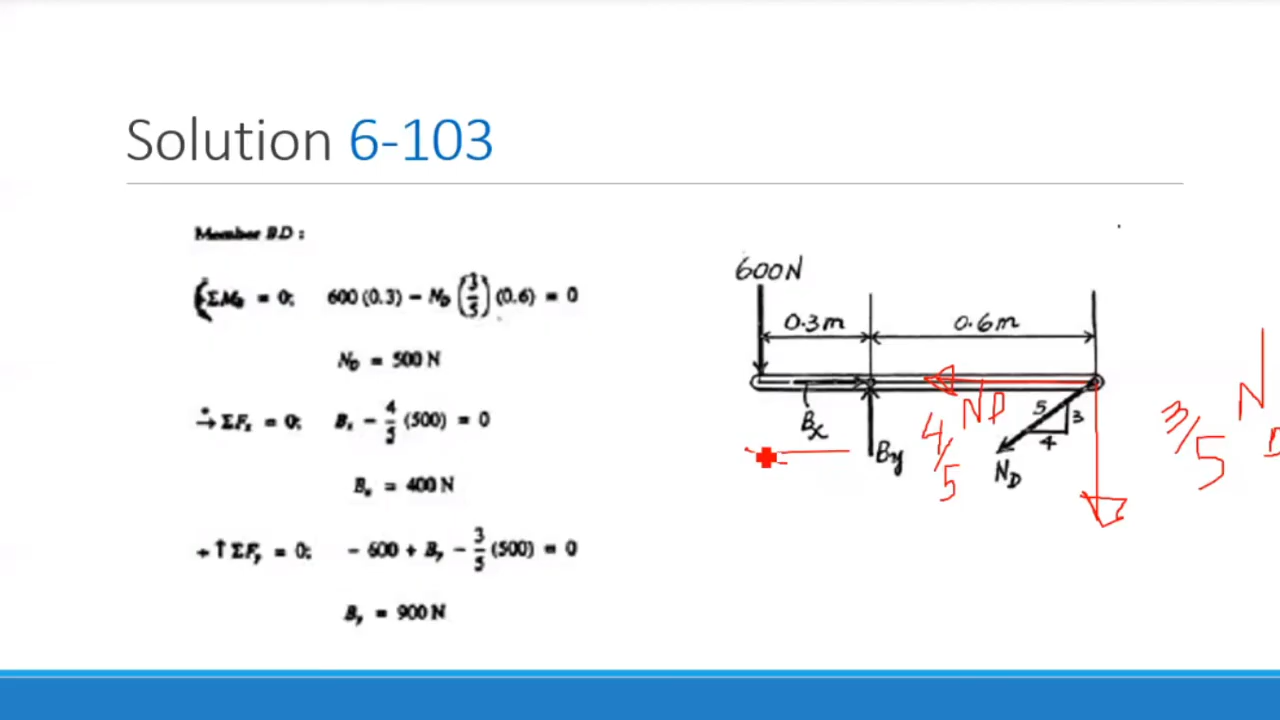 Solution 6-103
Member BD :
ΣM_B = 0; 600 (0.3) − N_D (3/5) (0.6) = 0
N_D = 500 N
→ ΣF_x = 0; B_x − 4/5 (500) = 0
B_x = 400 N
+ ↑ ΣF_y = 0; − 600 + B_y − 3/5 (500) = 0
B_y = 900 N
600N
0.3m
0.6m
B_x
By
ND
4/5
5
3
4
N_D
3/5 N_D